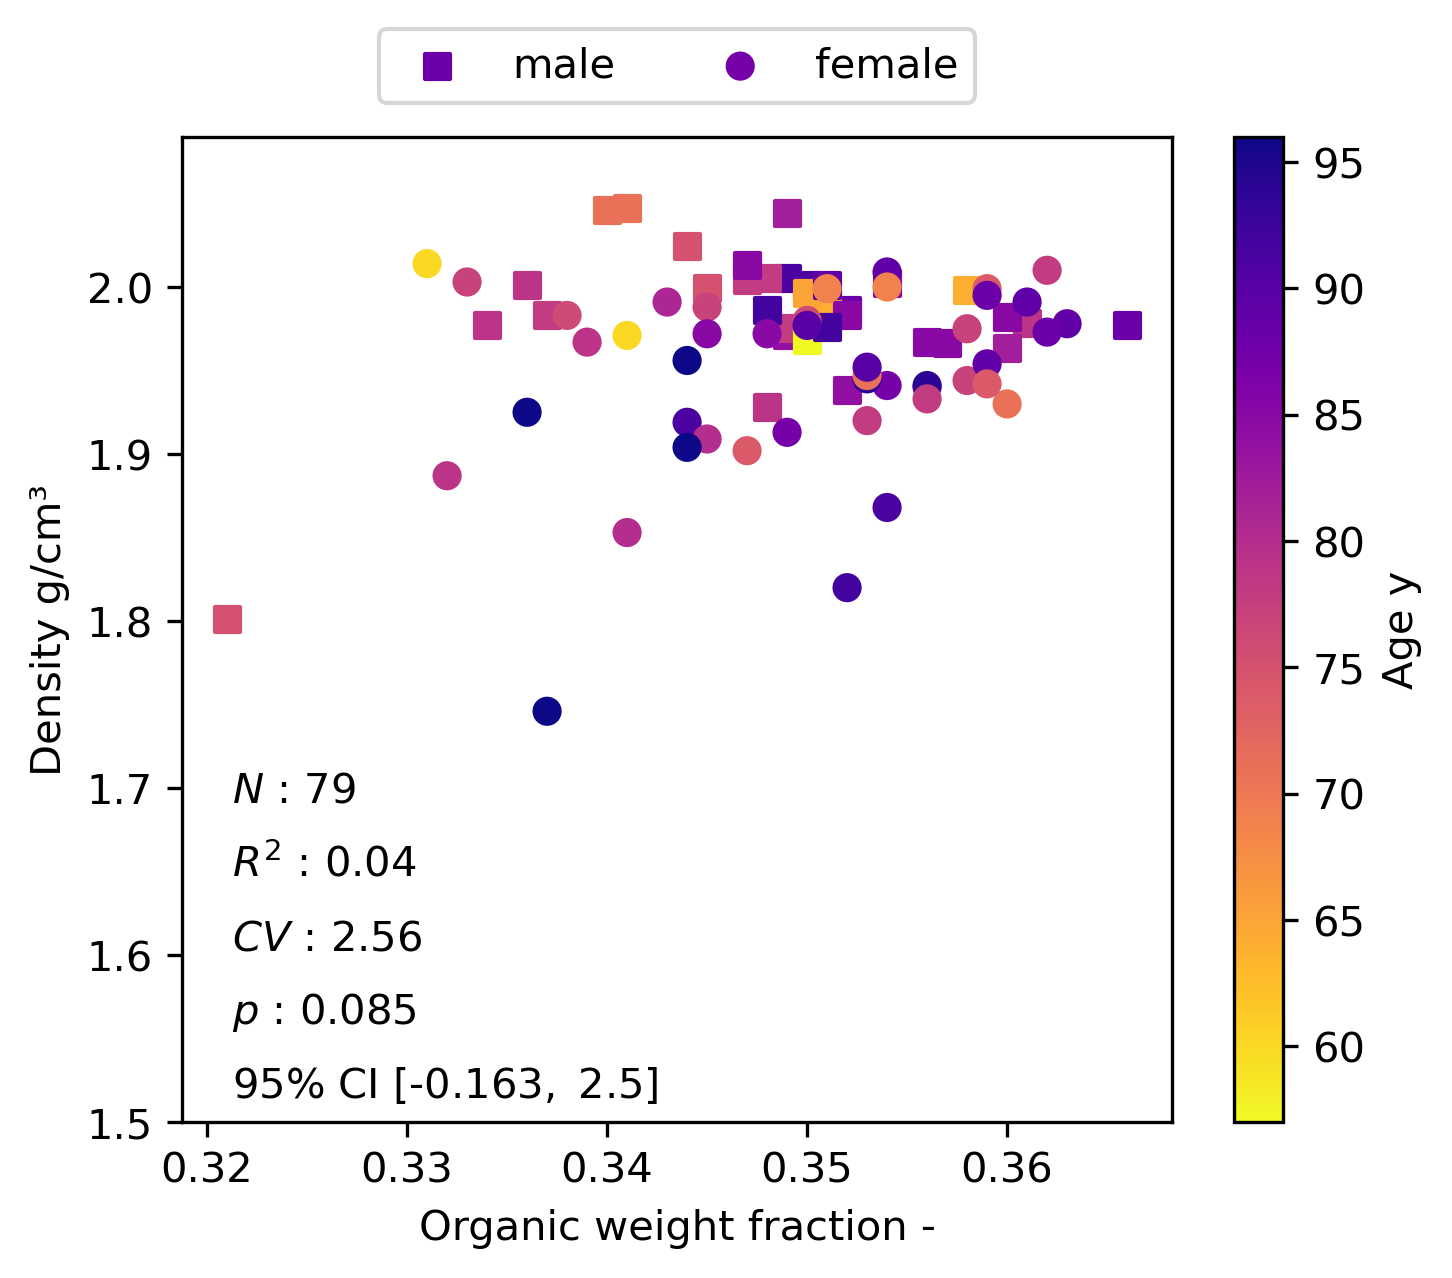 male female
2.0
1.9
1.8
1.7
1.6
1.5
Density g/cm³
N : 79
R² : 0.04
CV : 2.56
p : 0.085
95% CI [-0.163, 2.5]
0.32 0.33 0.34 0.35 0.36
Organic weight fraction -
95
90
85
80
75
70
65
60
Age y